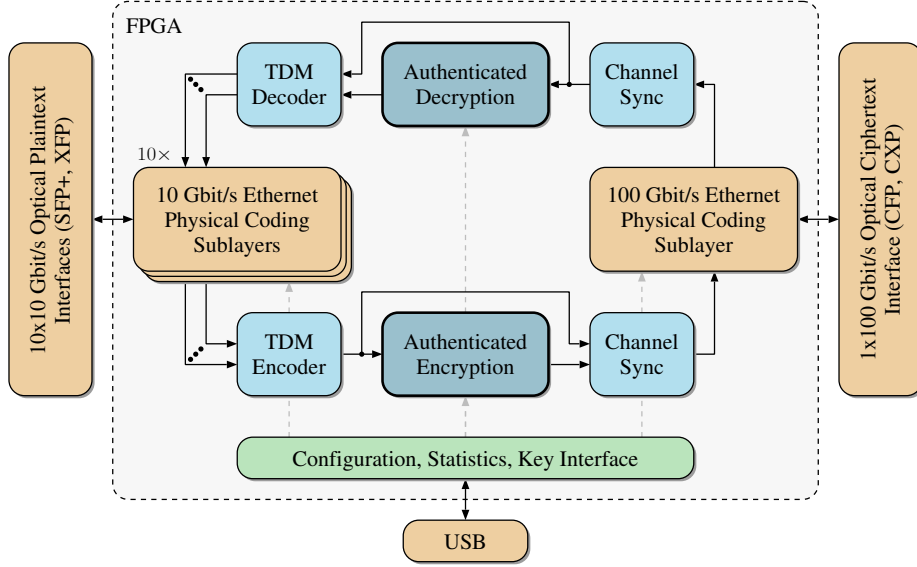 FPGA
TDM
Decoder
Authenticated
Decryption
Channel
Sync
10×
10x10 Gbit/s Optical Plaintext
Interfaces (SFP+, XFP)
10 Gbit/s Ethernet
Physical Coding
Sublayers
100 Gbit/s Ethernet
Physical Coding
Sublayer
1x100 Gbit/s Optical Ciphertext
Interface (CFP, CXP)
TDM
Encoder
Authenticated
Encryption
Channel
Sync
Configuration, Statistics, Key Interface
USB